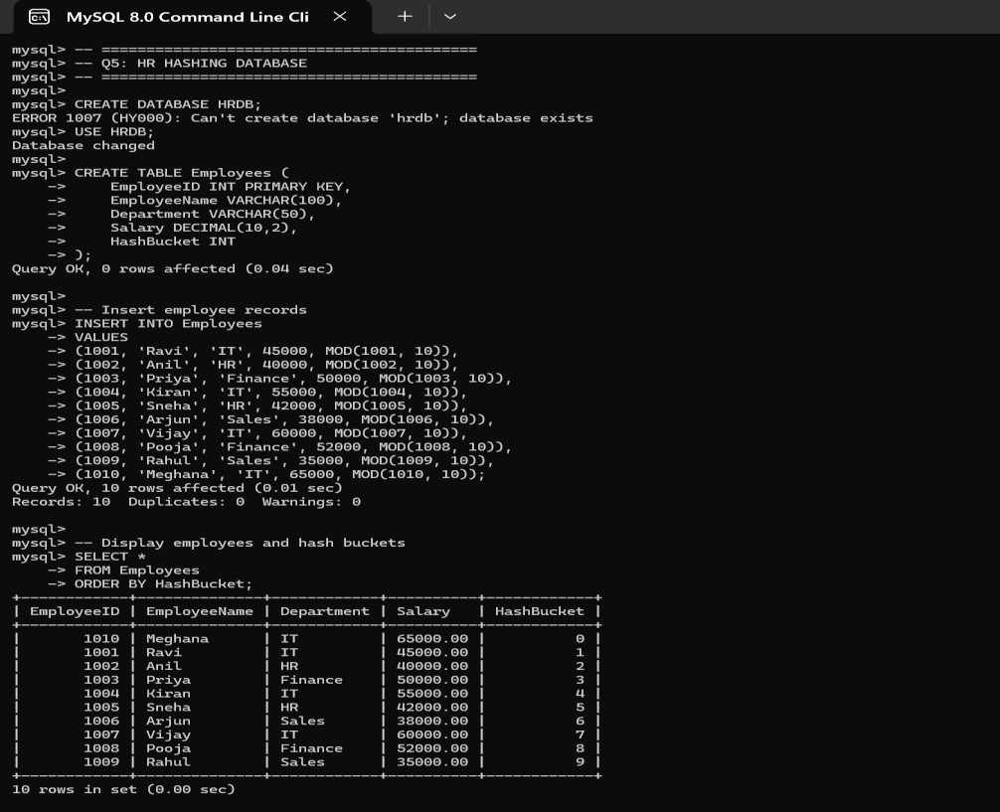 MySQL 8.0 Command Line Cli
mysql> -- ==========================================
mysql> -- Q5: HR HASHING DATABASE
mysql> -- ==========================================
mysql>
mysql> CREATE DATABASE HRDB;
ERROR 1007 (HY000): Can't create database 'hrdb'; database exists
mysql> USE HRDB;
Database changed
mysql>
mysql> CREATE TABLE Employees (
    ->     EmployeeID INT PRIMARY KEY,
    ->     EmployeeName VARCHAR(100),
    ->     Department VARCHAR(50),
    ->     Salary DECIMAL(10,2),
    ->     HashBucket INT
    -> );
Query OK, 0 rows affected (0.04 sec)

mysql>
mysql> -- Insert employee records
mysql> INSERT INTO Employees
    -> VALUES
    -> (1001, 'Ravi', 'IT', 45000, MOD(1001, 10)),
    -> (1002, 'Anil', 'HR', 40000, MOD(1002, 10)),
    -> (1003, 'Priya', 'Finance', 50000, MOD(1003, 10)),
    -> (1004, 'Kiran', 'IT', 55000, MOD(1004, 10)),
    -> (1005, 'Sneha', 'HR', 42000, MOD(1005, 10)),
    -> (1006, 'Arjun', 'Sales', 38000, MOD(1006, 10)),
    -> (1007, 'Vijay', 'IT', 60000, MOD(1007, 10)),
    -> (1008, 'Pooja', 'Finance', 52000, MOD(1008, 10)),
    -> (1009, 'Rahul', 'Sales', 35000, MOD(1009, 10)),
    -> (1010, 'Meghana', 'IT', 65000, MOD(1010, 10));
Query OK, 10 rows affected (0.01 sec)
Records: 10  Duplicates: 0  Warnings: 0

mysql>
mysql> -- Display employees and hash buckets
mysql> SELECT *
    -> FROM Employees
    -> ORDER BY HashBucket;
+------------+--------------+------------+----------+------------+
| EmployeeID | EmployeeName | Department | Salary   | HashBucket |
+------------+--------------+------------+----------+------------+
|       1010 | Meghana      | IT         | 65000.00 |          0 |
|       1001 | Ravi         | IT         | 45000.00 |          1 |
|       1002 | Anil         | HR         | 40000.00 |          2 |
|       1003 | Priya        | Finance    | 50000.00 |          3 |
|       1004 | Kiran        | IT         | 55000.00 |          4 |
|       1005 | Sneha        | HR         | 42000.00 |          5 |
|       1006 | Arjun        | Sales      | 38000.00 |          6 |
|       1007 | Vijay        | IT         | 60000.00 |          7 |
|       1008 | Pooja        | Finance    | 52000.00 |          8 |
|       1009 | Rahul        | Sales      | 35000.00 |          9 |
+------------+--------------+------------+----------+------------+
10 rows in set (0.00 sec)